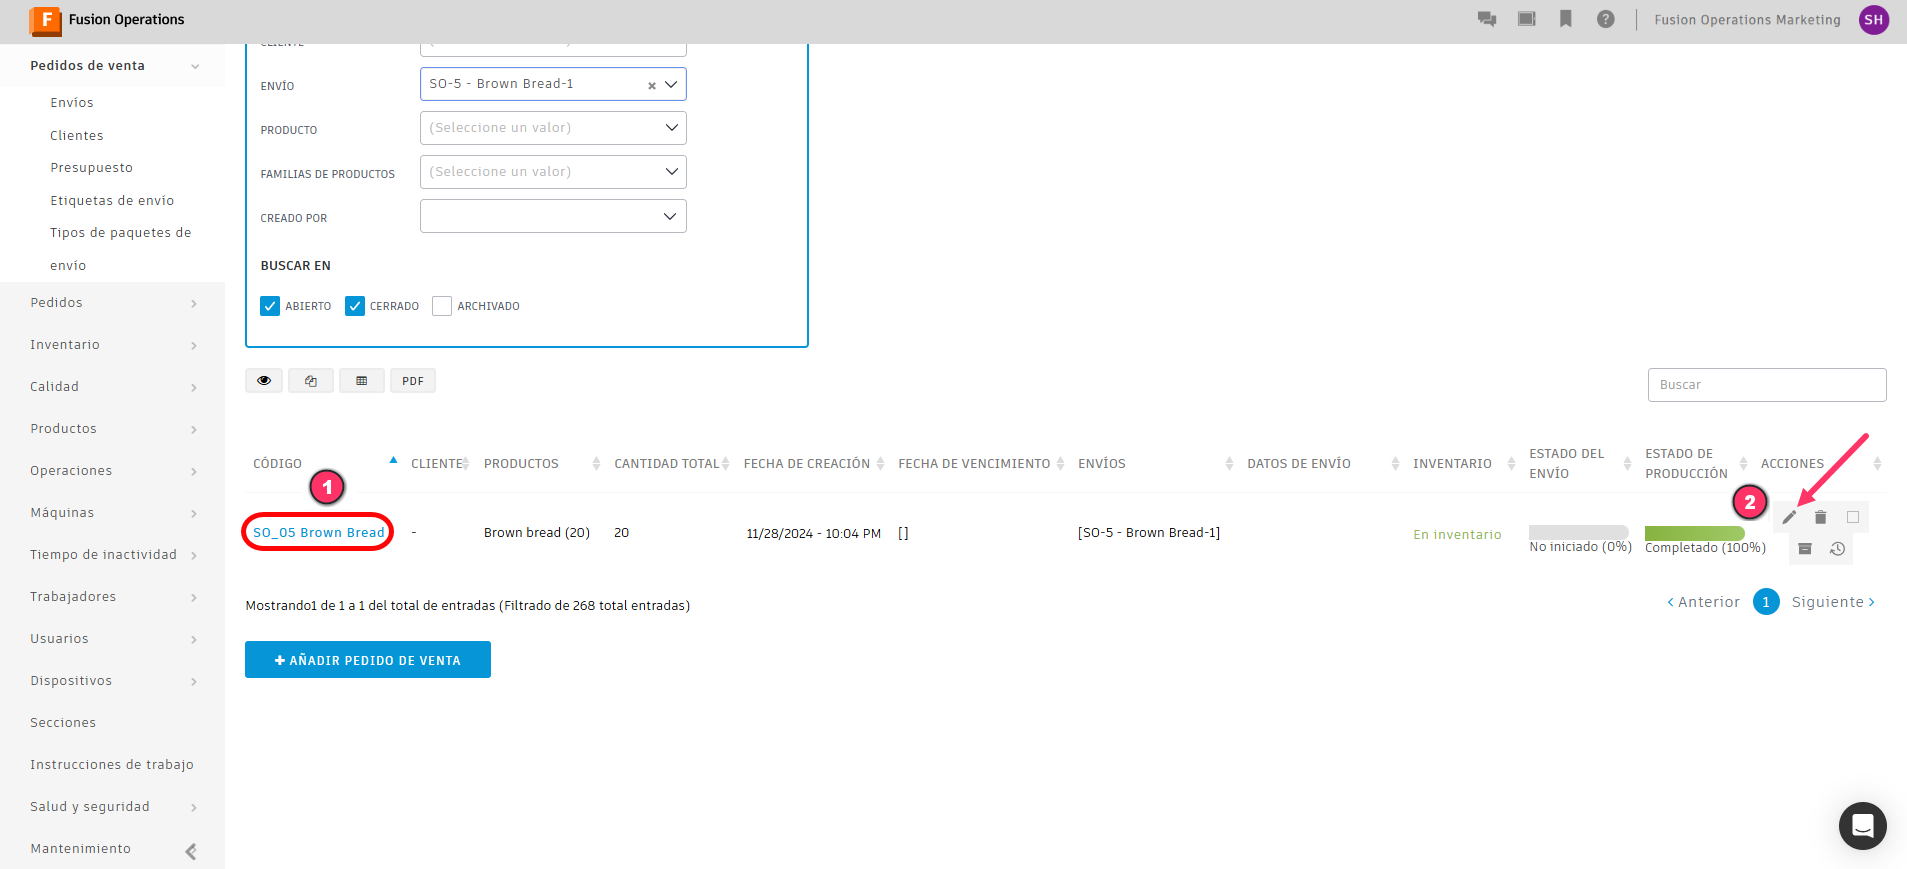 F Fusion Operations
Fusion Operations Marketing SH
Pedidos de venta
Envíos
Clientes
Presupuesto
Etiquetas de envío
Tipos de paquetes de
envío
Pedidos
Inventario
Calidad
Productos
Operaciones
Máquinas
Tiempo de inactividad
Trabajadores
Usuarios
Dispositivos
Secciones
Instrucciones de trabajo
Salud y seguridad
Mantenimiento
CLIENTE
ENVÍO SO-5 - Brown Bread-1
PRODUCTO (Seleccione un valor)
FAMILIAS DE PRODUCTOS (Seleccione un valor)
CREADO POR
BUSCAR EN
ABIERTO CERRADO ARCHIVADO
PDF
Buscar
CÓDIGO CLIENTE PRODUCTOS CANTIDAD TOTAL FECHA DE CREACIÓN FECHA DE VENCIMIENTO ENVÍOS DATOS DE ENVÍO INVENTARIO ESTADO DEL ENVÍO ESTADO DE PRODUCCIÓN ACCIONES
1
2
SO_05 Brown Bread - Brown bread (20) 20 11/28/2024 - 10:04 PM [] [SO-5 - Brown Bread-1] En inventario No iniciado (0%) Completado (100%)
Mostrando1 de 1 a 1 del total de entradas (Filtrado de 268 total entradas)
‹ Anterior 1 Siguiente ›
+ AÑADIR PEDIDO DE VENTA